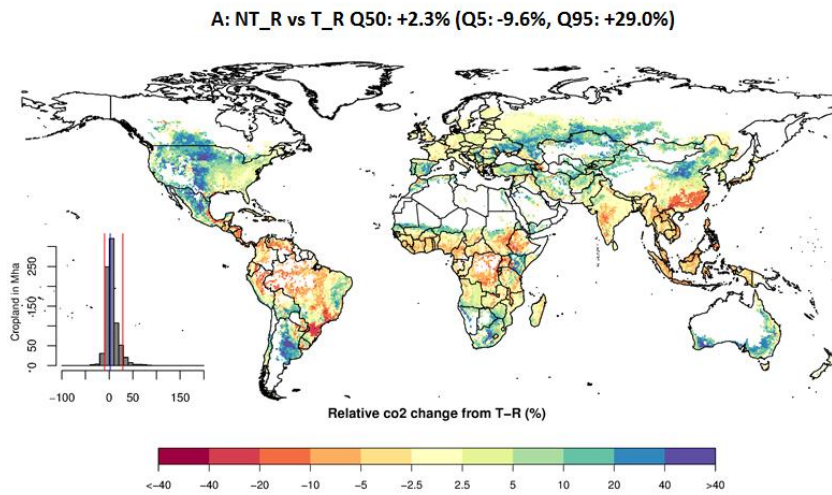 A: NT_R vs T_R Q50: +2.3% (Q5: -9.6%, Q95: +29.0%)
Cropland in Mha
0 50 150 250
−100 0 50 150
Relative co2 change from T−R (%)
<−40 −40 −20 −10 −5 −2.5 2.5 5 10 20 40 >40